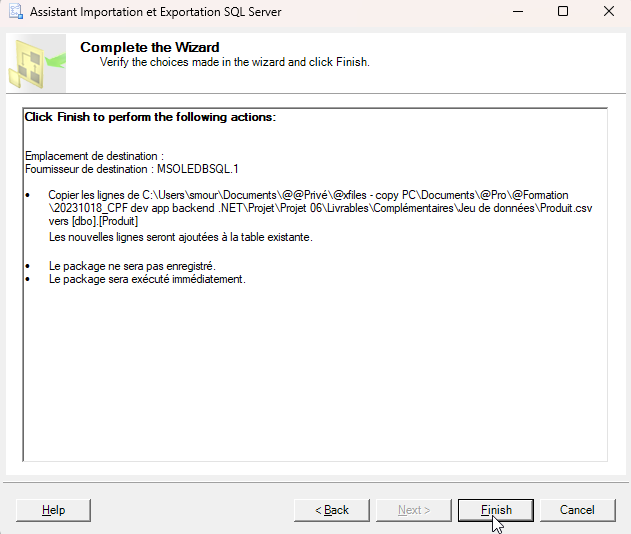 Assistant Importation et Exportation SQL Server
Complete the Wizard
Verify the choices made in the wizard and click Finish.
Click Finish to perform the following actions:
Emplacement de destination :
Fournisseur de destination : MSOLEDBSQL.1
• Copier les lignes de C:\Users\smour\Documents\@@Privé\@xfiles - copy PC\Documents\@Pro\@Formation
\20231018_CPF dev app backend .NET\Projet\Projet 06\Livrables\Complémentaires\Jeu de données\Produit.csv
vers [dbo].[Produit]
Les nouvelles lignes seront ajoutées à la table existante.
• Le package ne sera pas enregistré.
• Le package sera exécuté immédiatement.
Help
< Back
Next >
Finish
Cancel